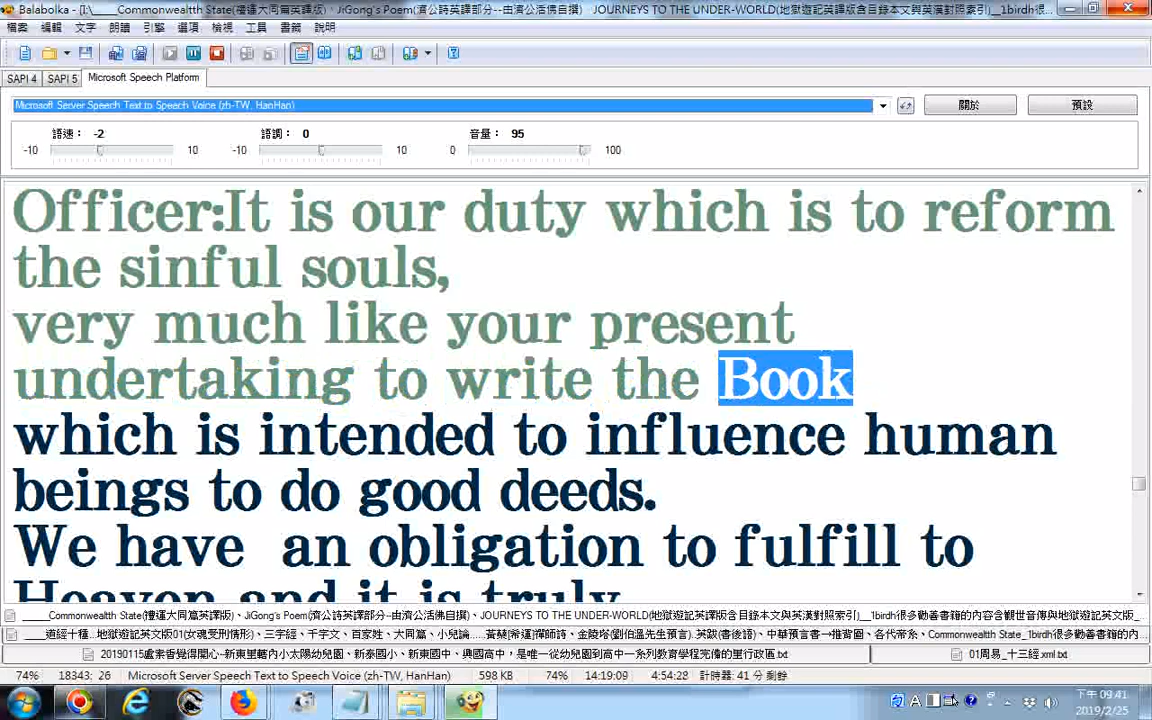 Balabolka - [I:\____Commonwealtth State(禮運大同篇英譯版)、JiGong's Poem(濟公詩英譯部分--由濟公活佛自撰)　JOURNEYS TO THE UNDER-WORLD(地獄遊記英譯版含目錄本文與英漢對照索引)__1birdh很...
檔案 編輯 文字 朗讀 引擎 選項 檢視 工具 書籤 說明
SAPI 4 SAPI 5 Microsoft Speech Platform
Microsoft Server Speech Text to Speech Voice (zh-TW, HanHan) 關於 預設
語速： -2 語調： 0 音量： 95
-10 10 -10 10 0 100
Officer:It is our duty which is to reform
the sinful souls,
very much like your present
undertaking to write the Book
which is intended to influence human
beings to do good deeds.
We have  an obligation to fulfill to
Heaven and it is truly
____Commonwealtth State(禮運大同篇英譯版)、JiGong's Poem(濟公詩英譯部分--由濟公活佛自撰)、JOURNEYS TO THE UNDER-WORLD(地獄遊記英譯版含目錄本文與英漢對照索引)__1birdh很多勸善書籍的內容含觀世音傳與地獄遊記英文版_
20190115盧素香覺得開心--新東里轄內小太陽幼兒園、新泰國小、新東國中、興國高中，是唯一從幼兒園到高中一系列教育學程完備的里行政區.txt 01周易_十三經.xml.txt
74% 18343: 26 Microsoft Server Speech Text to Speech Voice (zh-TW, HanHan) 598 KB 74% 14:19:09 4:54:28 計時器: 41 分 剩餘
下午 09:41
2019/2/25